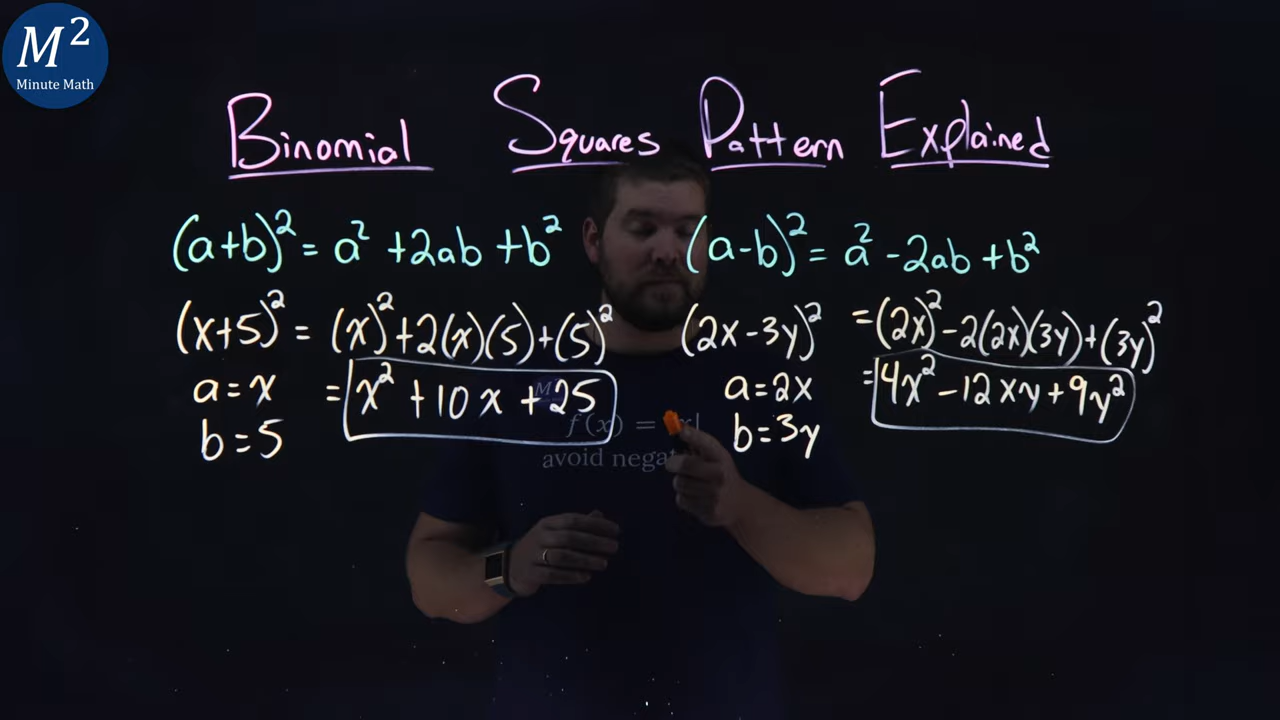 M²
Minute Math
Binomial Squares Pattern Explained
(a+b)² = a² + 2ab + b²
(a-b)² = a² - 2ab + b²
(x+5)² = (x)² + 2(x)(5) + (5)²
a = x
= x² + 10x + 25
b = 5
(2x - 3y)² = (2x)² - 2(2x)(3y) + (3y)²
a = 2x
= 4x² - 12xy + 9y²
b = 3y
f(x) =
avoid